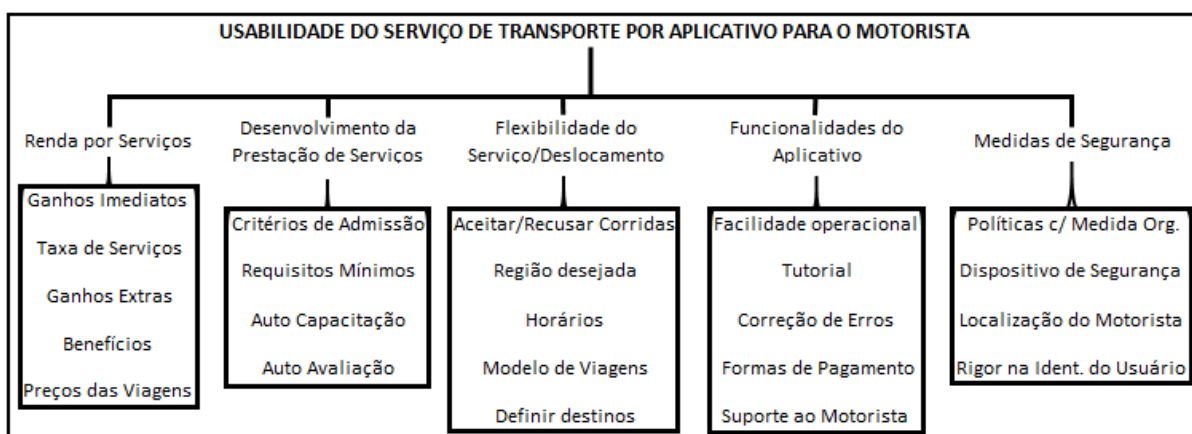 USABILIDADE DO SERVIÇO DE TRANSPORTE POR APLICATIVO PARA O MOTORISTA
Renda por Serviços
Ganhos Imediatos
Taxa de Serviços
Ganhos Extras
Benefícios
Preços das Viagens
Desenvolvimento da
Prestação de Serviços
Critérios de Admissão
Requisitos Mínimos
Auto Capacitação
Auto Avaliação
Flexibilidade do
Serviço/Deslocamento
Aceitar/Recusar Corridas
Região desejada
Horários
Modelo de Viagens
Definir destinos
Funcionalidades do
Aplicativo
Facilidade operacional
Tutorial
Correção de Erros
Formas de Pagamento
Suporte ao Motorista
Medidas de Segurança
Políticas c/ Medida Org.
Dispositivo de Segurança
Localização do Motorista
Rigor na Ident. do Usuário